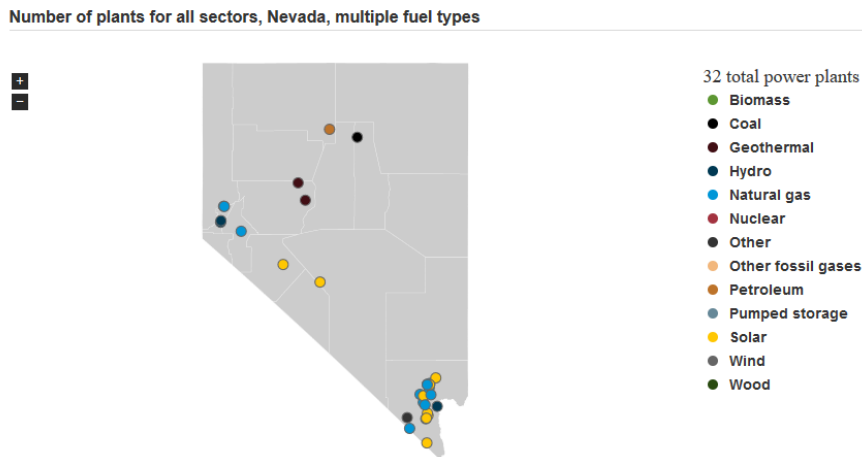 Number of plants for all sectors, Nevada, multiple fuel types
+
−
32 total power plants
Biomass
Coal
Geothermal
Hydro
Natural gas
Nuclear
Other
Other fossil gases
Petroleum
Pumped storage
Solar
Wind
Wood